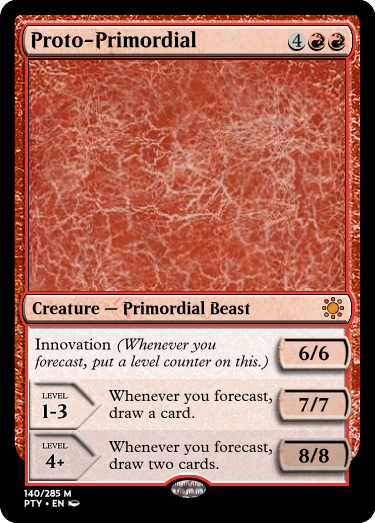 Proto-Primordial 4
Creature — Primordial Beast
Innovation (Whenever you
forecast, put a level counter on this.) 6/6
LEVEL
1-3
Whenever you forecast,
draw a card.
7/7
LEVEL
4+
Whenever you forecast,
draw two cards.
8/8
140/285 M
PTY • EN